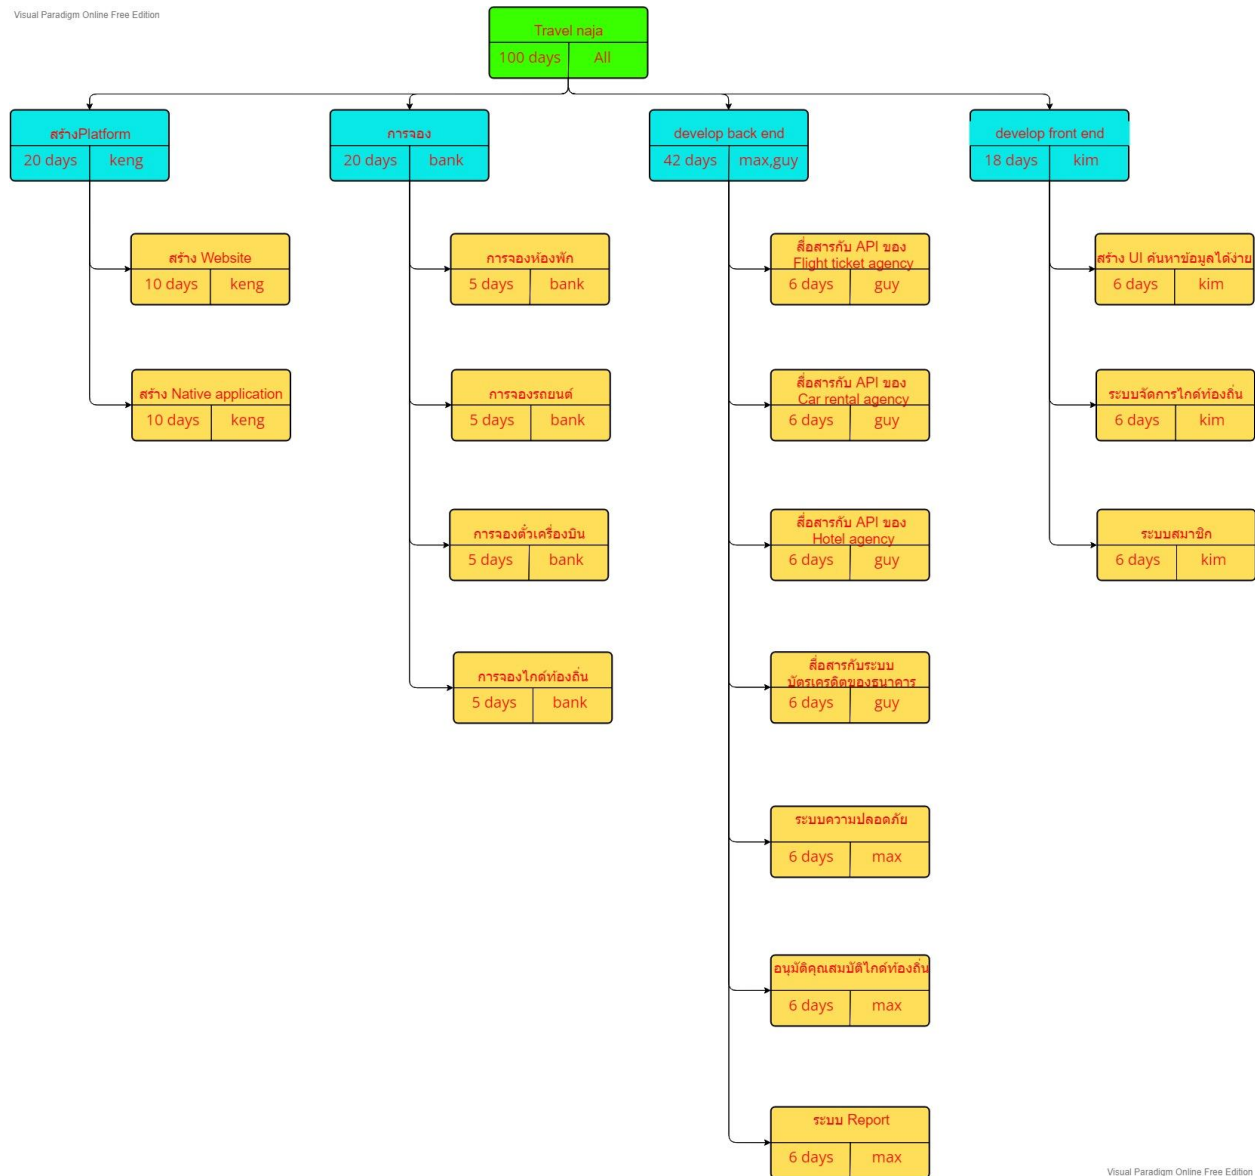 Visual Paradigm Online Free Edition
Travel naja
100 days All
สร้างPlatform
20 days keng
การจอง
20 days bank
develop back end
42 days max,guy
develop front end
18 days kim
สร้าง Website
10 days keng
สร้าง Native application
10 days keng
การจองห้องพัก
5 days bank
การจองรถยนต์
5 days bank
การจองตั๋วเครื่องบิน
5 days bank
การจองไกด์ท้องถิ่น
5 days bank
สื่อสารกับ API ของ
Flight ticket agency
6 days guy
สื่อสารกับ API ของ
Car rental agency
6 days guy
สื่อสารกับ API ของ
Hotel agency
6 days guy
สื่อสารกับระบบ
บัตรเครดิตของธนาคาร
6 days guy
ระบบความปลอดภัย
6 days max
อนุมัติคุณสมบัติไกด์ท้องถิ่น
6 days max
ระบบ Report
6 days max
สร้าง UI ค้นหาข้อมูลได้ง่าย
6 days kim
ระบบจัดการไกด์ท้องถิ่น
6 days kim
ระบบสมาชิก
6 days kim
Visual Paradigm Online Free Edition